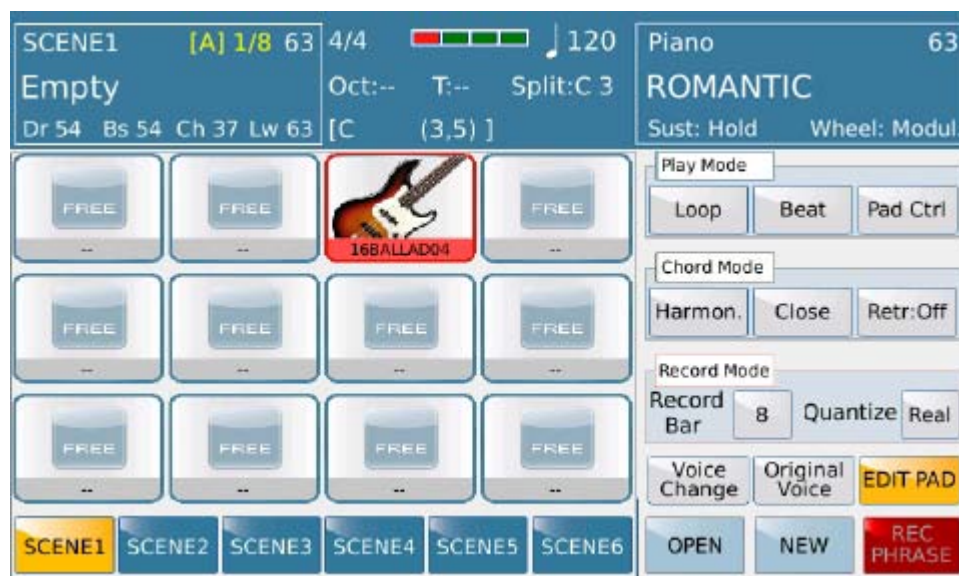 SCENE1 [A] 1/8 63
4/4 120
Piano 63
Empty
Oct:-- T:-- Split:C 3
ROMANTIC
Dr 54 Bs 54 Ch 37 Lw 63
[C (3,5) ]
Sust: Hold Wheel: Modul.
FREE FREE FREE
-- -- 16BALLAD04 --
FREE FREE FREE FREE
-- -- -- --
FREE FREE FREE FREE
-- -- -- --
Play Mode
Loop Beat Pad Ctrl
Chord Mode
Harmon. Close Retr:Off
Record Mode
Record Bar 8 Quantize Real
Voice Change Original Voice EDIT PAD
SCENE1 SCENE2 SCENE3 SCENE4 SCENE5 SCENE6
OPEN NEW REC PHRASE